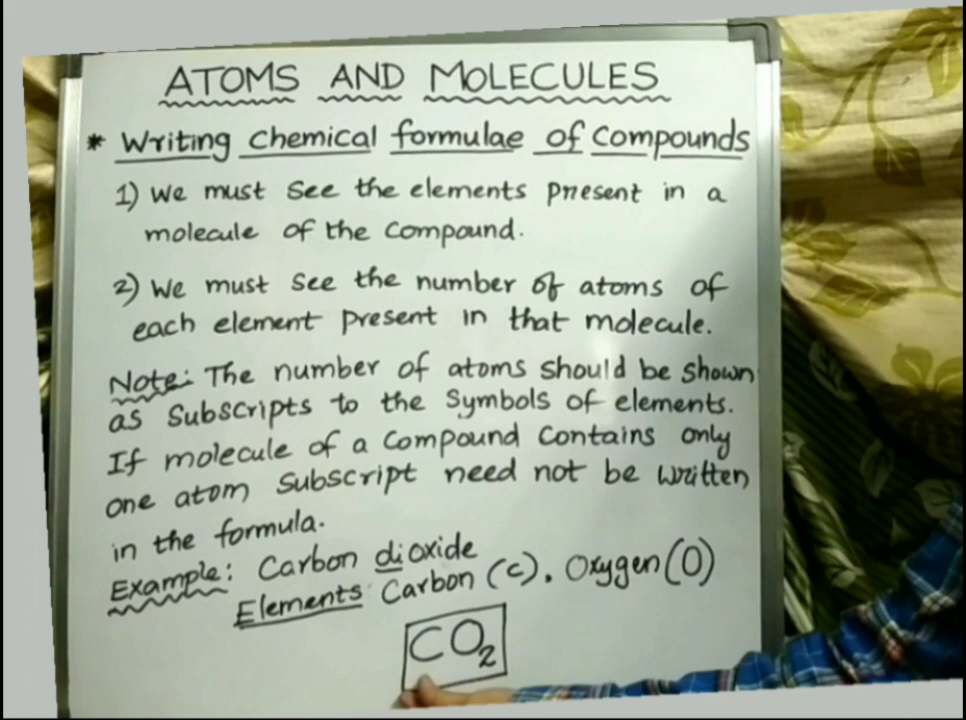 ATOMS AND MOLECULES
* Writing chemical formulae of compounds
1) We must see the elements present in a
molecule of the compound.
2) We must see the number of atoms of
each element present in that molecule.
Note: The number of atoms should be shown
as subscripts to the symbols of elements.
If molecule of a compound contains only
one atom subscript need not be written
in the formula.
Example: Carbon dioxide
Elements: Carbon (C), Oxygen (O)
CO₂